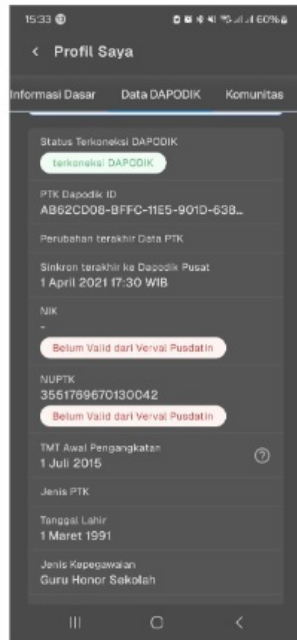 15:33
60%
Profil Saya
Informasi Dasar Data DAPODIK Komunitas
Status Terkoneksi DAPODIK
terkoneksi DAPODIK
PTK Dapodik ID
AB62CD08-BFFC-11E5-901D-638...
Perubahan terakhir Data PTK
Sinkron terakhir ke Dapodik Pusat
1 April 2021 17:30 WIB
NIK
-
Belum Valid dari Verval Pusdatin
NUPTK
3551769670130042
Belum Valid dari Verval Pusdatin
TMT Awal Pengangkatan
1 Juli 2015
Jenis PTK
Tanggal Lahir
1 Maret 1991
Jenis Kepegawaian
Guru Honor Sekolah